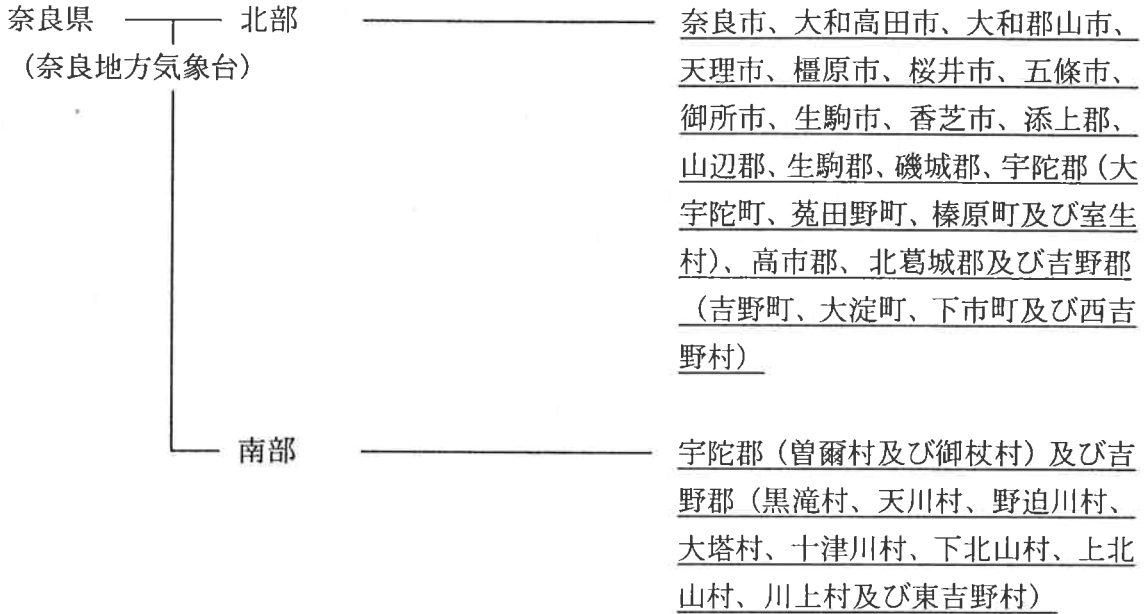 奈良県 北部 奈良市、大和高田市、大和郡山市、
(奈良地方気象台) 天理市、橿原市、桜井市、五條市、
御所市、生駒市、香芝市、添上郡、
山辺郡、生駒郡、磯城郡、宇陀郡(大
宇陀町、菟田野町、榛原町及び室生
村)、高市郡、北葛城郡及び吉野郡
(吉野町、大淀町、下市町及び西吉
野村)
南部 宇陀郡(曽爾村及び御杖村)及び吉
野郡(黒滝村、天川村、野迫川村、
大塔村、十津川村、下北山村、上北
山村、川上村及び東吉野村)